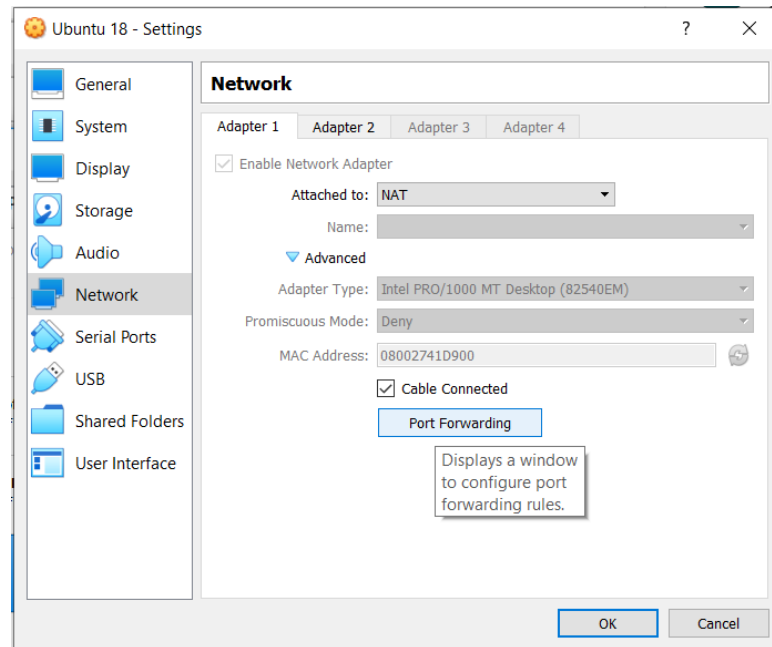 Ubuntu 18 - Settings
?
General
System
Display
Storage
Audio
Network
Serial Ports
USB
Shared Folders
User Interface
Network
Adapter 1
Adapter 2
Adapter 3
Adapter 4
Enable Network Adapter
Attached to: NAT
Name:
Advanced
Adapter Type: Intel PRO/1000 MT Desktop (82540EM)
Promiscuous Mode: Deny
MAC Address: 08002741D900
Cable Connected
Port Forwarding
Displays a window
to configure port
forwarding rules.
OK
Cancel